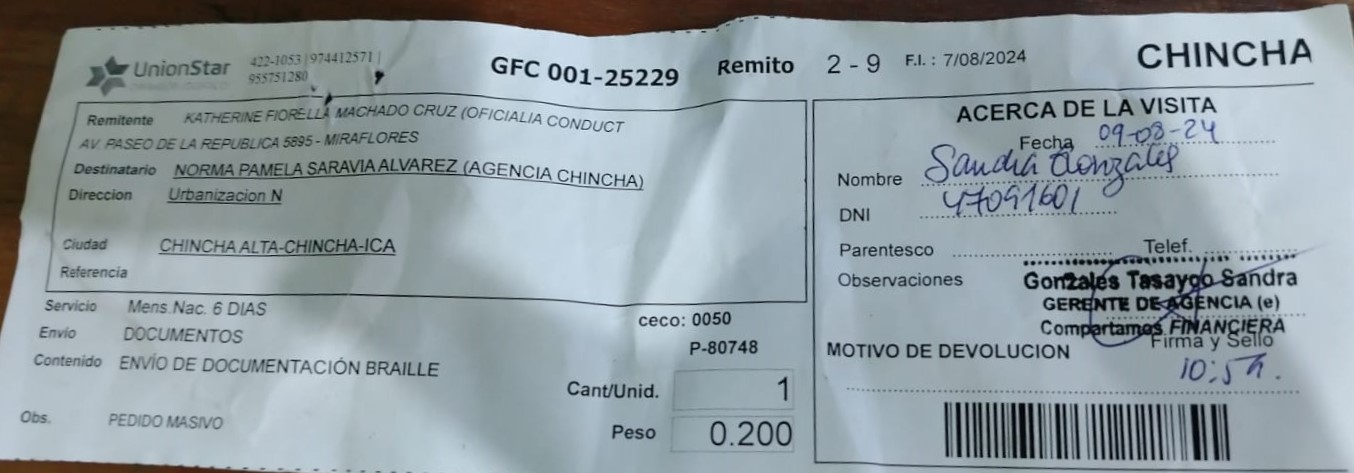 UnionStar 422-1053 | 974412571 |
955751280
GFC 001-25229 Remito 2 - 9 F.I. : 7/08/2024 CHINCHA
Remitente KATHERINE FIORELLA MACHADO CRUZ (OFICIALIA CONDUCT
AV. PASEO DE LA REPUBLICA 5895 - MIRAFLORES
Destinatario NORMA PAMELA SARAVIA ALVAREZ (AGENCIA CHINCHA)
Direccion Urbanizacion N
Ciudad CHINCHA ALTA-CHINCHA-ICA
Referencia
Servicio Mens.Nac. 6 DIAS
Envio DOCUMENTOS
Contenido ENVÍO DE DOCUMENTACIÓN BRAILLE
Obs. PEDIDO MASIVO
ceco: 0050
P-80748
Cant/Unid. 1
Peso 0.200
ACERCA DE LA VISITA
Fecha 09-08-24
Nombre Sandra Gonzales
DNI 47091601
Parentesco Telef.
Observaciones Gonzales Tasayco Sandra
GERENTE DE AGENCIA (e)
Compartamos FINANCIERA
Firma y Sello
MOTIVO DE DEVOLUCION